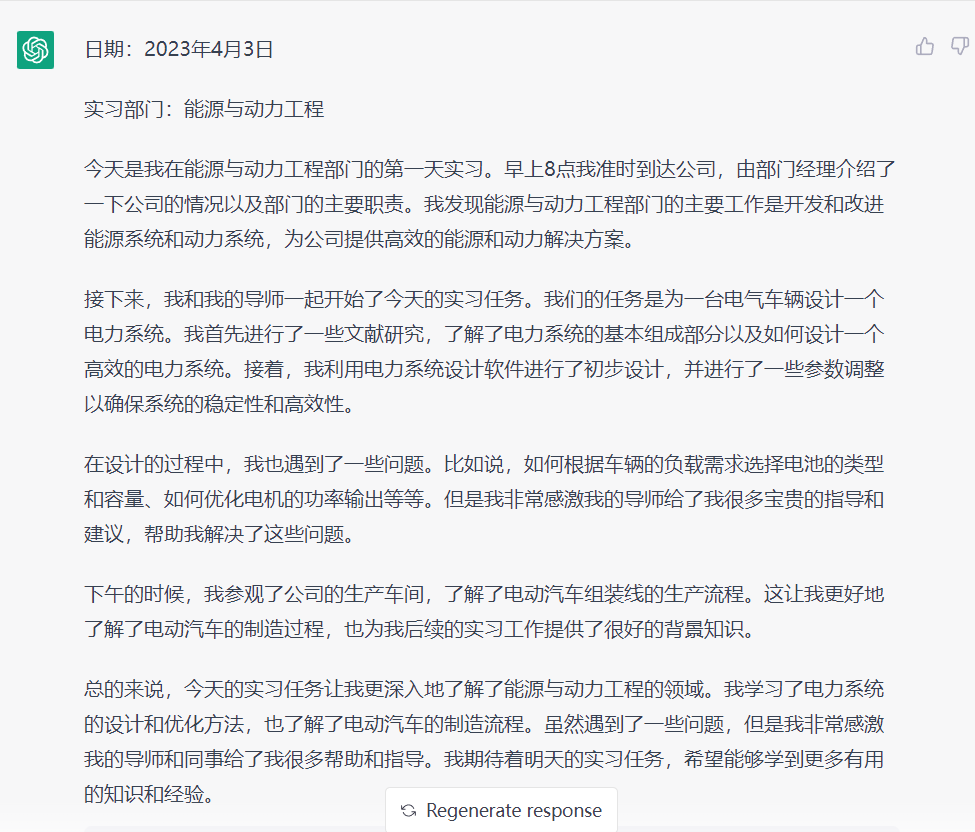 日期：2023年4月3日
实习部门：能源与动力工程
今天是我在能源与动力工程部门的第一天实习。早上8点我准时到达公司，由部门经理介绍了
一下公司的情况以及部门的主要职责。我发现能源与动力工程部门的主要工作是开发和改进
能源系统和动力系统，为公司提供高效的能源和动力解决方案。
接下来，我和我的导师一起开始了今天的实习任务。我们的任务是为一台电气车辆设计一个
电力系统。我首先进行了一些文献研究，了解了电力系统的基本组成部分以及如何设计一个
高效的电力系统。接着，我利用电力系统设计软件进行了初步设计，并进行了一些参数调整
以确保系统的稳定性和高效性。
在设计的过程中，我也遇到了一些问题。比如说，如何根据车辆的负载需求选择电池的类型
和容量、如何优化电机的功率输出等等。但是我非常感激我的导师给了我很多宝贵的指导和
建议，帮助我解决了这些问题。
下午的时候，我参观了公司的生产车间，了解了电动汽车组装线的生产流程。这让我更好地
了解了电动汽车的制造过程，也为我后续的实习工作提供了很好的背景知识。
总的来说，今天的实习任务让我更深入地了解了能源与动力工程的领域。我学习了电力系统
的设计和优化方法，也了解了电动汽车的制造流程。虽然遇到了一些问题，但是我非常感激
我的导师和同事给了我很多帮助和指导。我期待着明天的实习任务，希望能够学到更多有用
的知识和经验。
Regenerate response